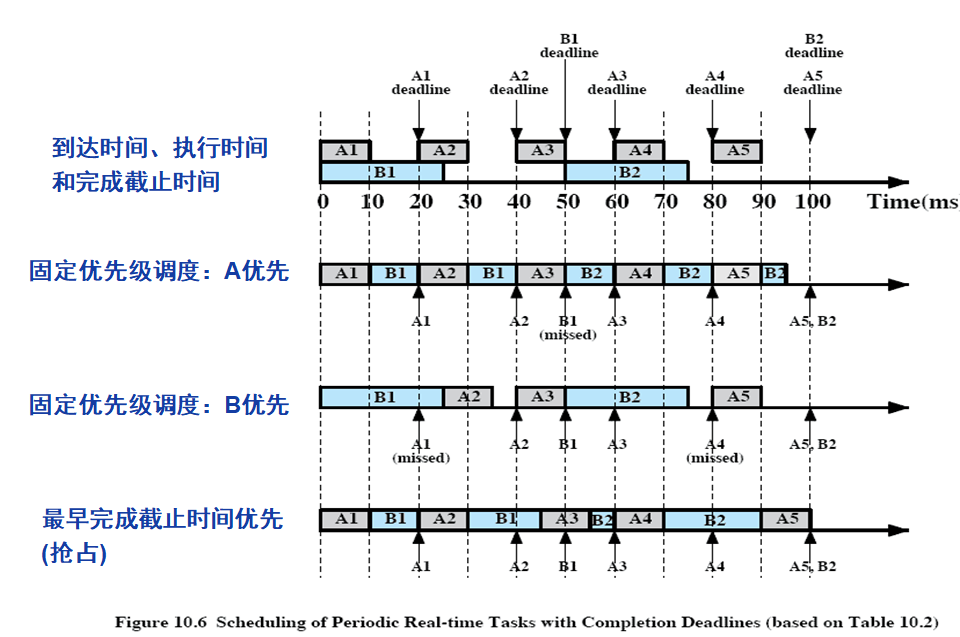 B1
deadline
B2
deadline
A1
deadline
A2
deadline
A3
deadline
A4
deadline
A5
deadline
到达时间、执行时间
和完成截止时间
A1 A2 A3 A4 A5
B1 B2
0 10 20 30 40 50 60 70 80 90 100 Time(ms)
固定优先级调度：A优先
A1 B1 A2 B1 A3 B2 A4 B2 A5 B2
A1 A2 B1 A3 A4 A5, B2
(missed)
固定优先级调度：B优先
B1 A2 A3 B2 A5
A1 A2 B1 A3 A4 A5, B2
(missed) (missed)
最早完成截止时间优先
(抢占)
A1 B1 A2 B1 A3 B2 A4 B2 A5
A1 A2 B1 A3 A4 A5, B2
Figure 10.6 Scheduling of Periodic Real-time Tasks with Completion Deadlines (based on Table 10.2)